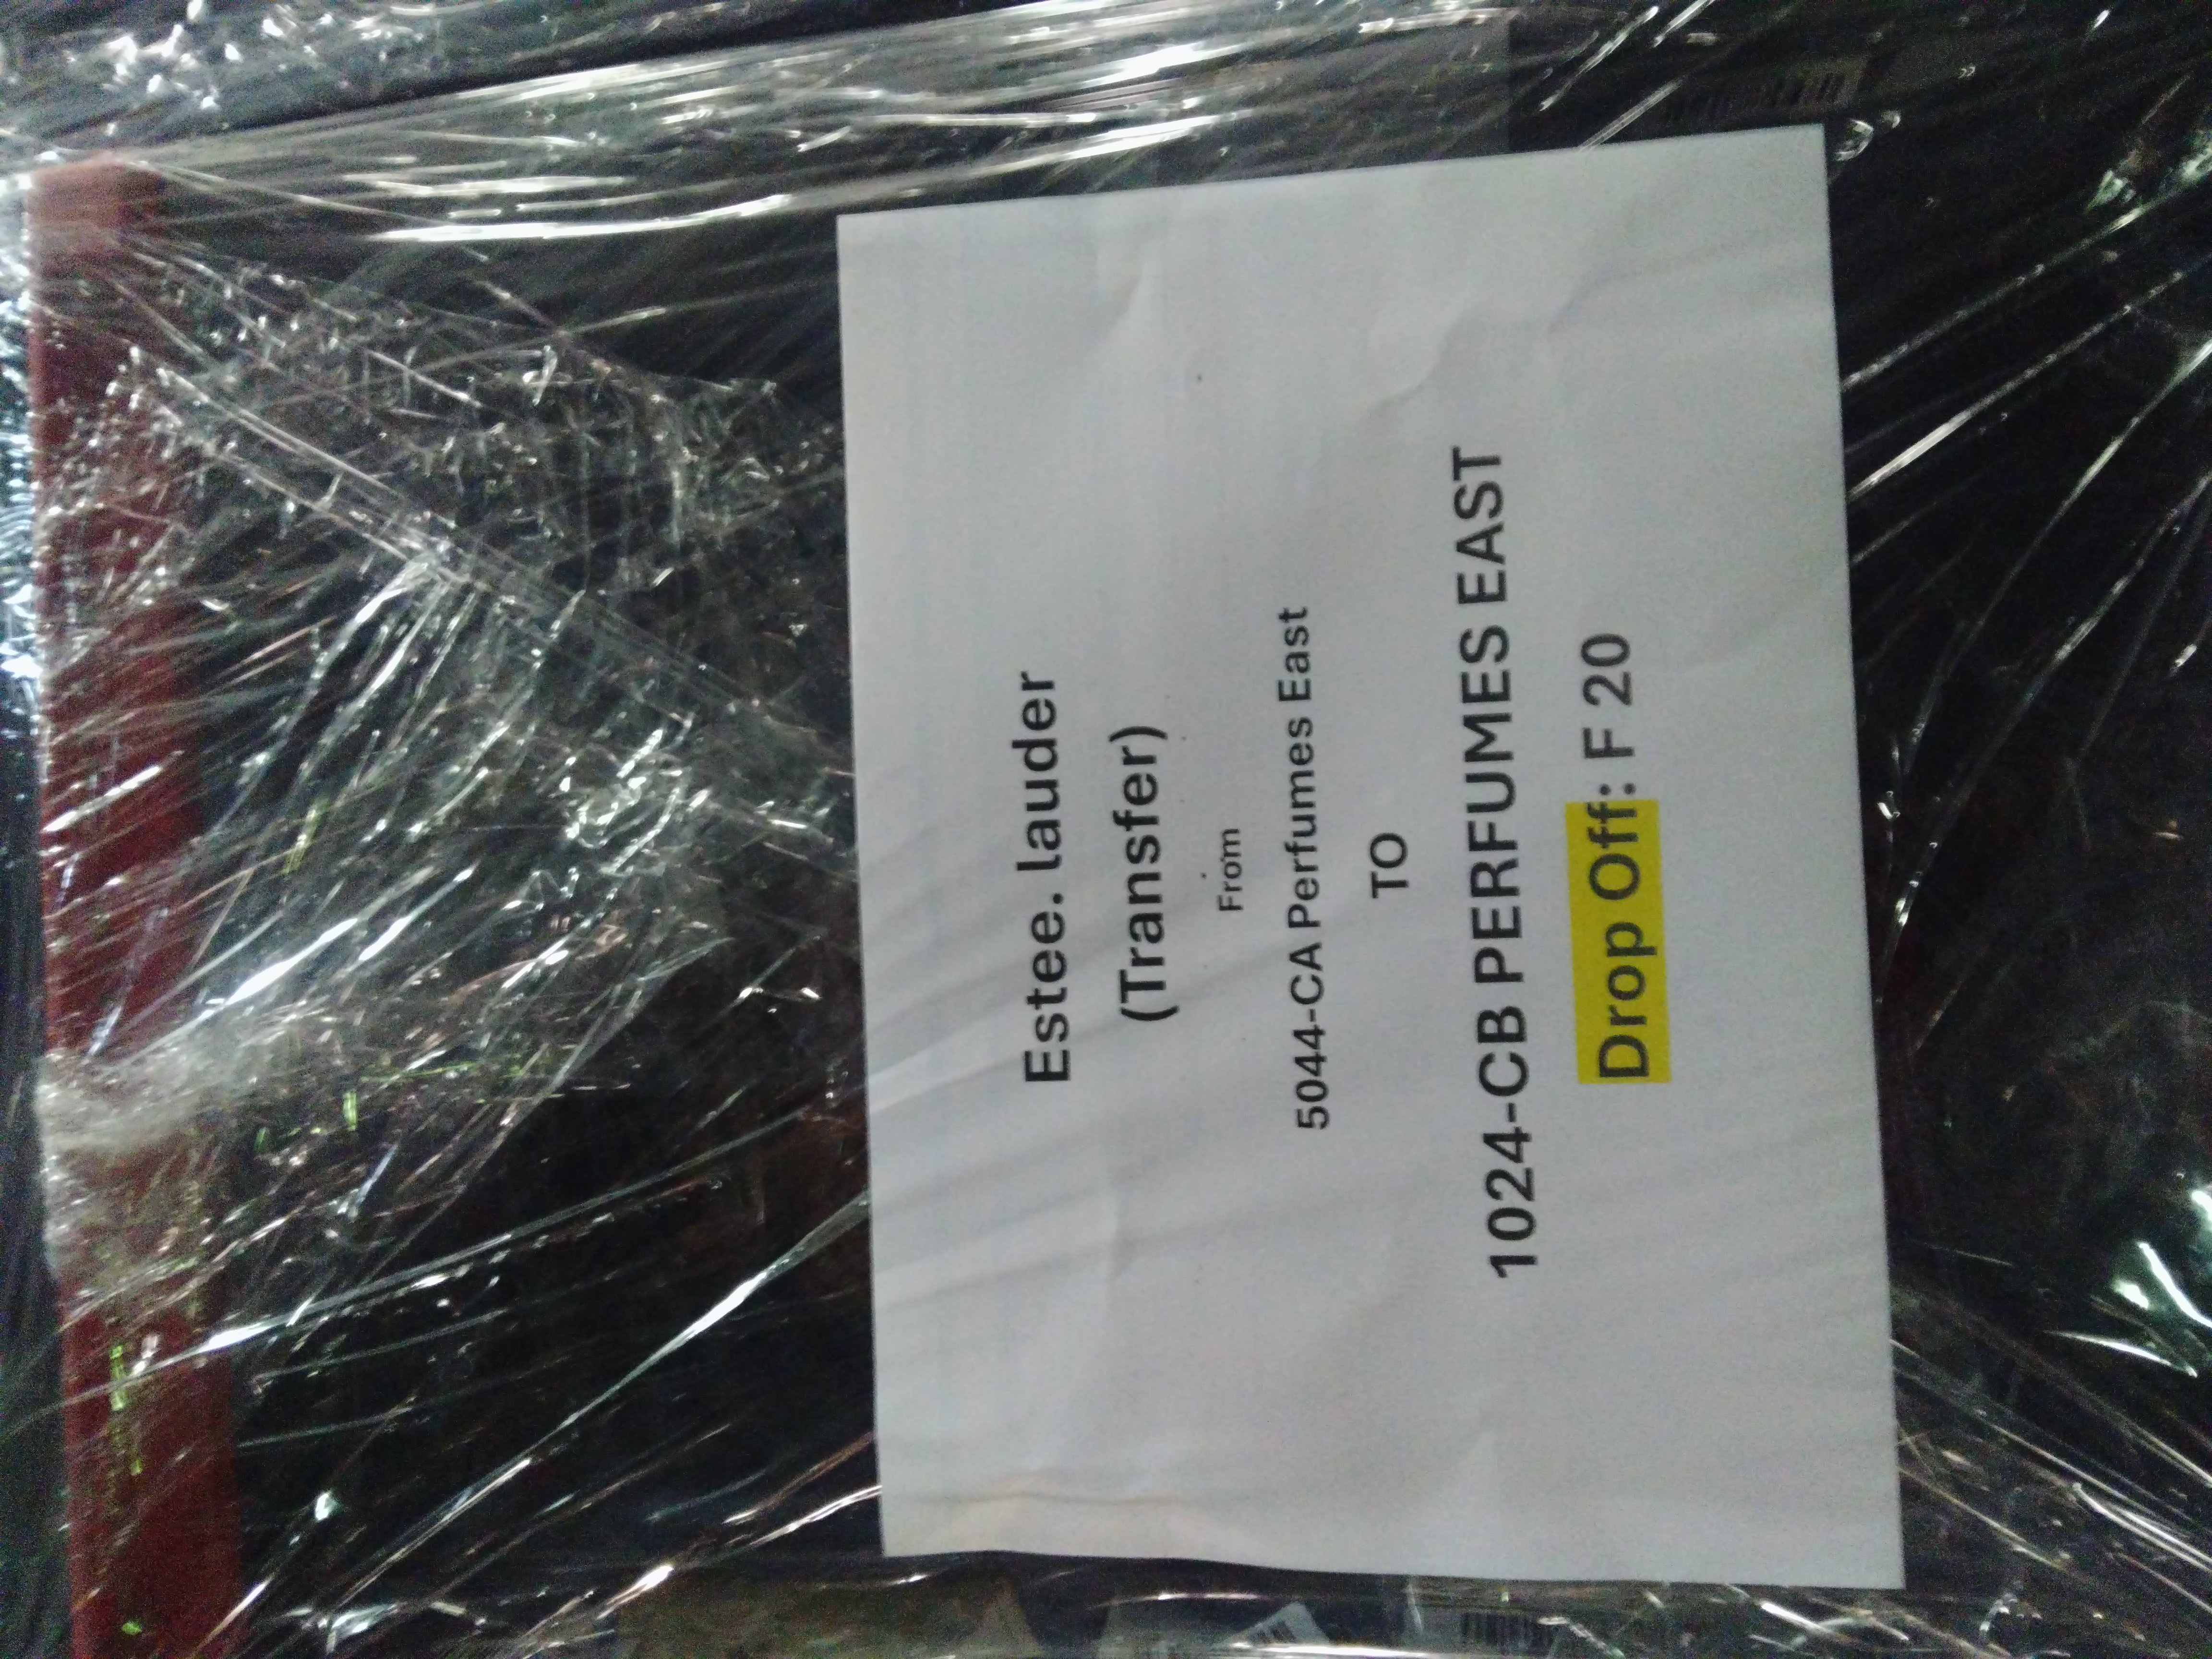 Estee. lauder
(Transfer)
From
5044-CA Perfumes East
TO
1024-CB PERFUMES EAST
Drop Off: F 20